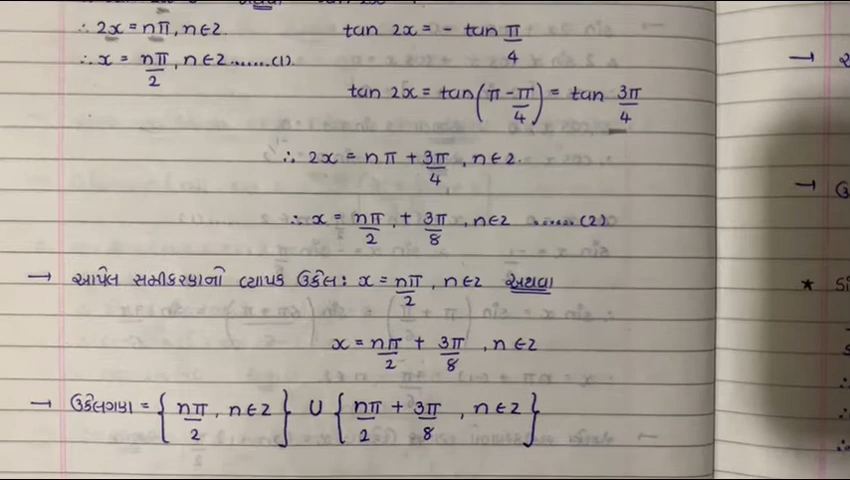 ∴ 2x = nπ, n∈z. tan 2x = - tan π/4
∴ x = nπ/2, n∈z.......(1)
tan 2x = tan(π - π/4) = tan 3π/4
∴ 2x = nπ + 3π/4, n∈z.
∴ x = nπ/2, + 3π/8, n∈z ......(2)
→ આપેલ સમીકરણનો વ્યાપક ઉકેલ: x = nπ/2, n∈z અથવા
x = nπ/2 + 3π/8, n∈z
→ ઉકેલગણ = {nπ/2, n∈z} ∪ {nπ/2 + 3π/8, n∈z}